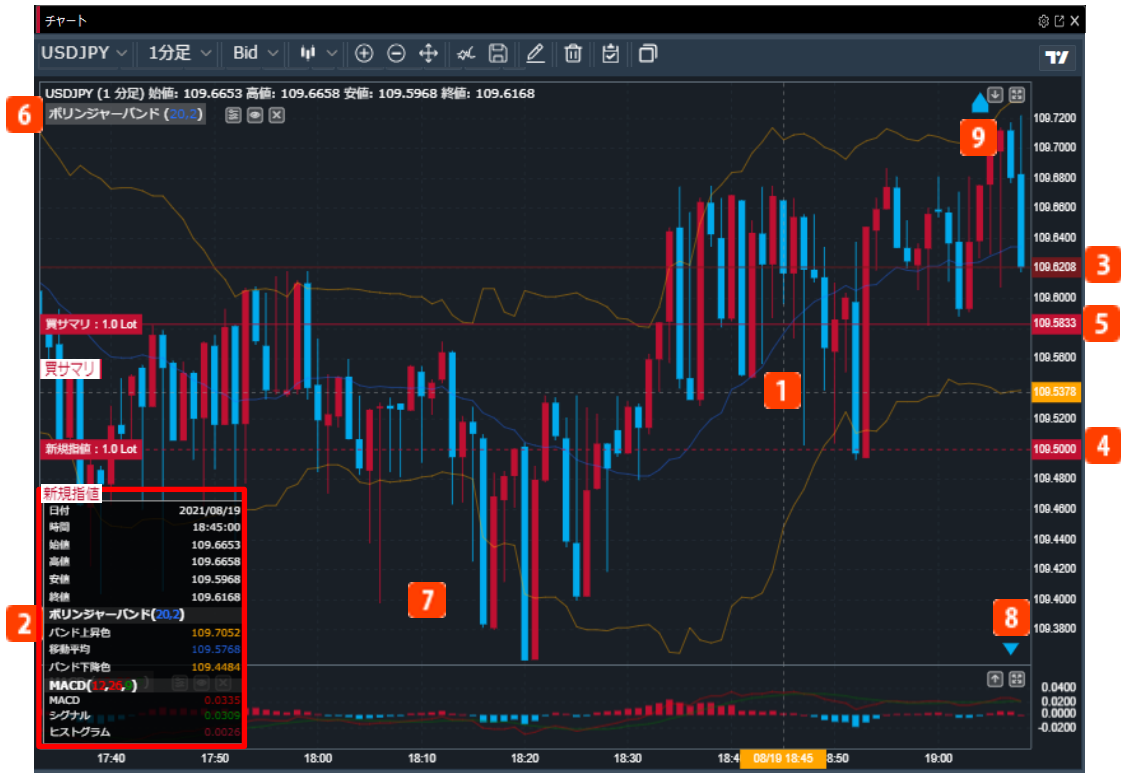 チャート
USDJPY 1分足 Bid
USDJPY (1 分足) 始値: 109.6653 高値: 109.6658 安値: 109.5968 終値: 109.6168
6
ボリンジャーバンド (20,2)
9
109.7200
109.7000
109.6800
109.6600
109.6400
109.6208
3
109.6000
買サマリ : 1.0 Lot
109.5833
5
買サマリ
109.5600
1
109.5378
109.5200
新規指値 : 1.0 Lot
109.5000
4
109.4800
新規指値
109.4600
109.4400
109.4200
109.4000
109.3800
日付 2021/08/19
時間 18:45:00
始値 109.6653
高値 109.6658
安値 109.5968
終値 109.6168
2
ボリンジャーバンド(20,2)
バンド上昇色 109.7052
移動平均 109.5768
バンド下降色 109.4484
MACD(12,26,9)
MACD 0.0335
シグナル 0.0309
ヒストグラム 0.0026
7
8
0.0400
0.0200
0.0000
-0.0200
17:40 17:50 18:00 18:10 18:20 18:30 18:4 08/19 18:45 8:50 19:00